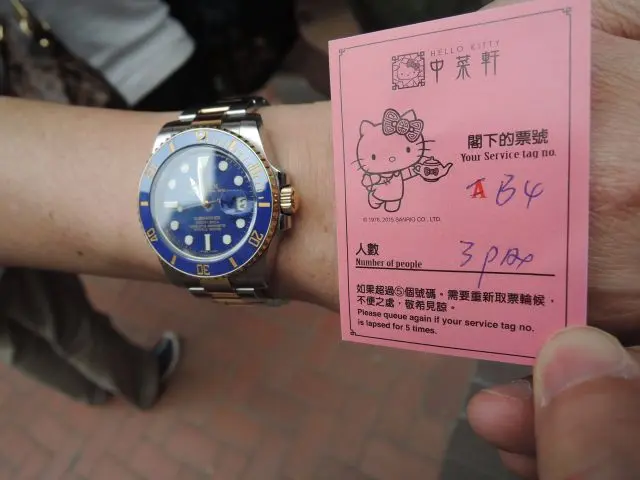 HELLO KITTY
中菜軒
閣下的票號
Your Service tag no.
A B4
© 1976, 2015 SANRIO CO., LTD.
人數
Number of people
3 pax
如果超過⑤個號碼。需要重新取票輪候,
不便之處,敬希見諒。
Please queue again if your service tag no.
is lapsed for 5 times.
40
30
20